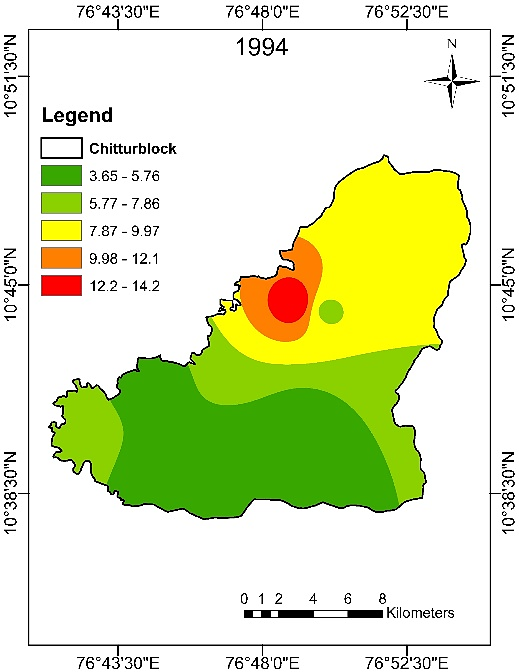 76°43'30"E 76°48'0"E 76°52'30"E
1994
N
10°51'30"N 10°51'30"N
Legend
Chitturblock
3.65 - 5.76
5.77 - 7.86
7.87 - 9.97
9.98 - 12.1
12.2 - 14.2
10°45'0"N 10°45'0"N
10°38'30"N 10°38'30"N
0 1 2 4 6 8
Kilometers
76°43'30"E 76°48'0"E 76°52'30"E